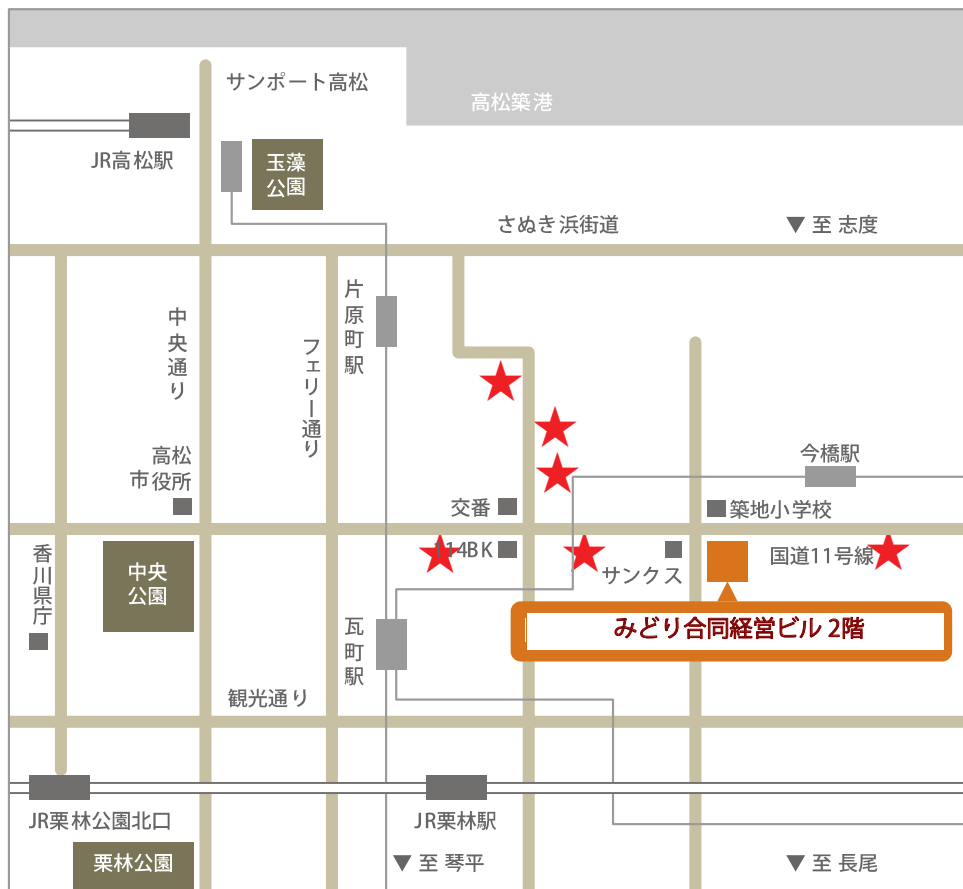 サンポート高松
高松築港
JR高松駅
玉藻
公園
さぬき浜街道
▼ 至 志度
中央通り
フェリー通り
片原町駅
高松
市役所
今橋駅
交番
築地小学校
香川県庁
中央
公園
114BK
サンクス
国道11号線
みどり合同経営ビル 2階
瓦町駅
観光通り
JR栗林公園北口
JR栗林駅
栗林公園
▼ 至 琴平
▼ 至 長尾